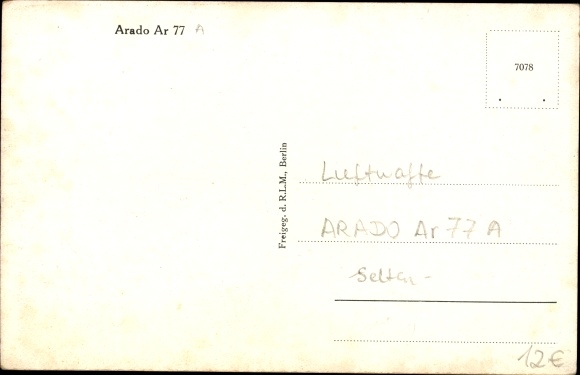 Arado Ar 77 A
7078
Freigeg. d. R.L.M., Berlin
Luftwaffe
ARADO Ar 77 A
Selten -
12 €